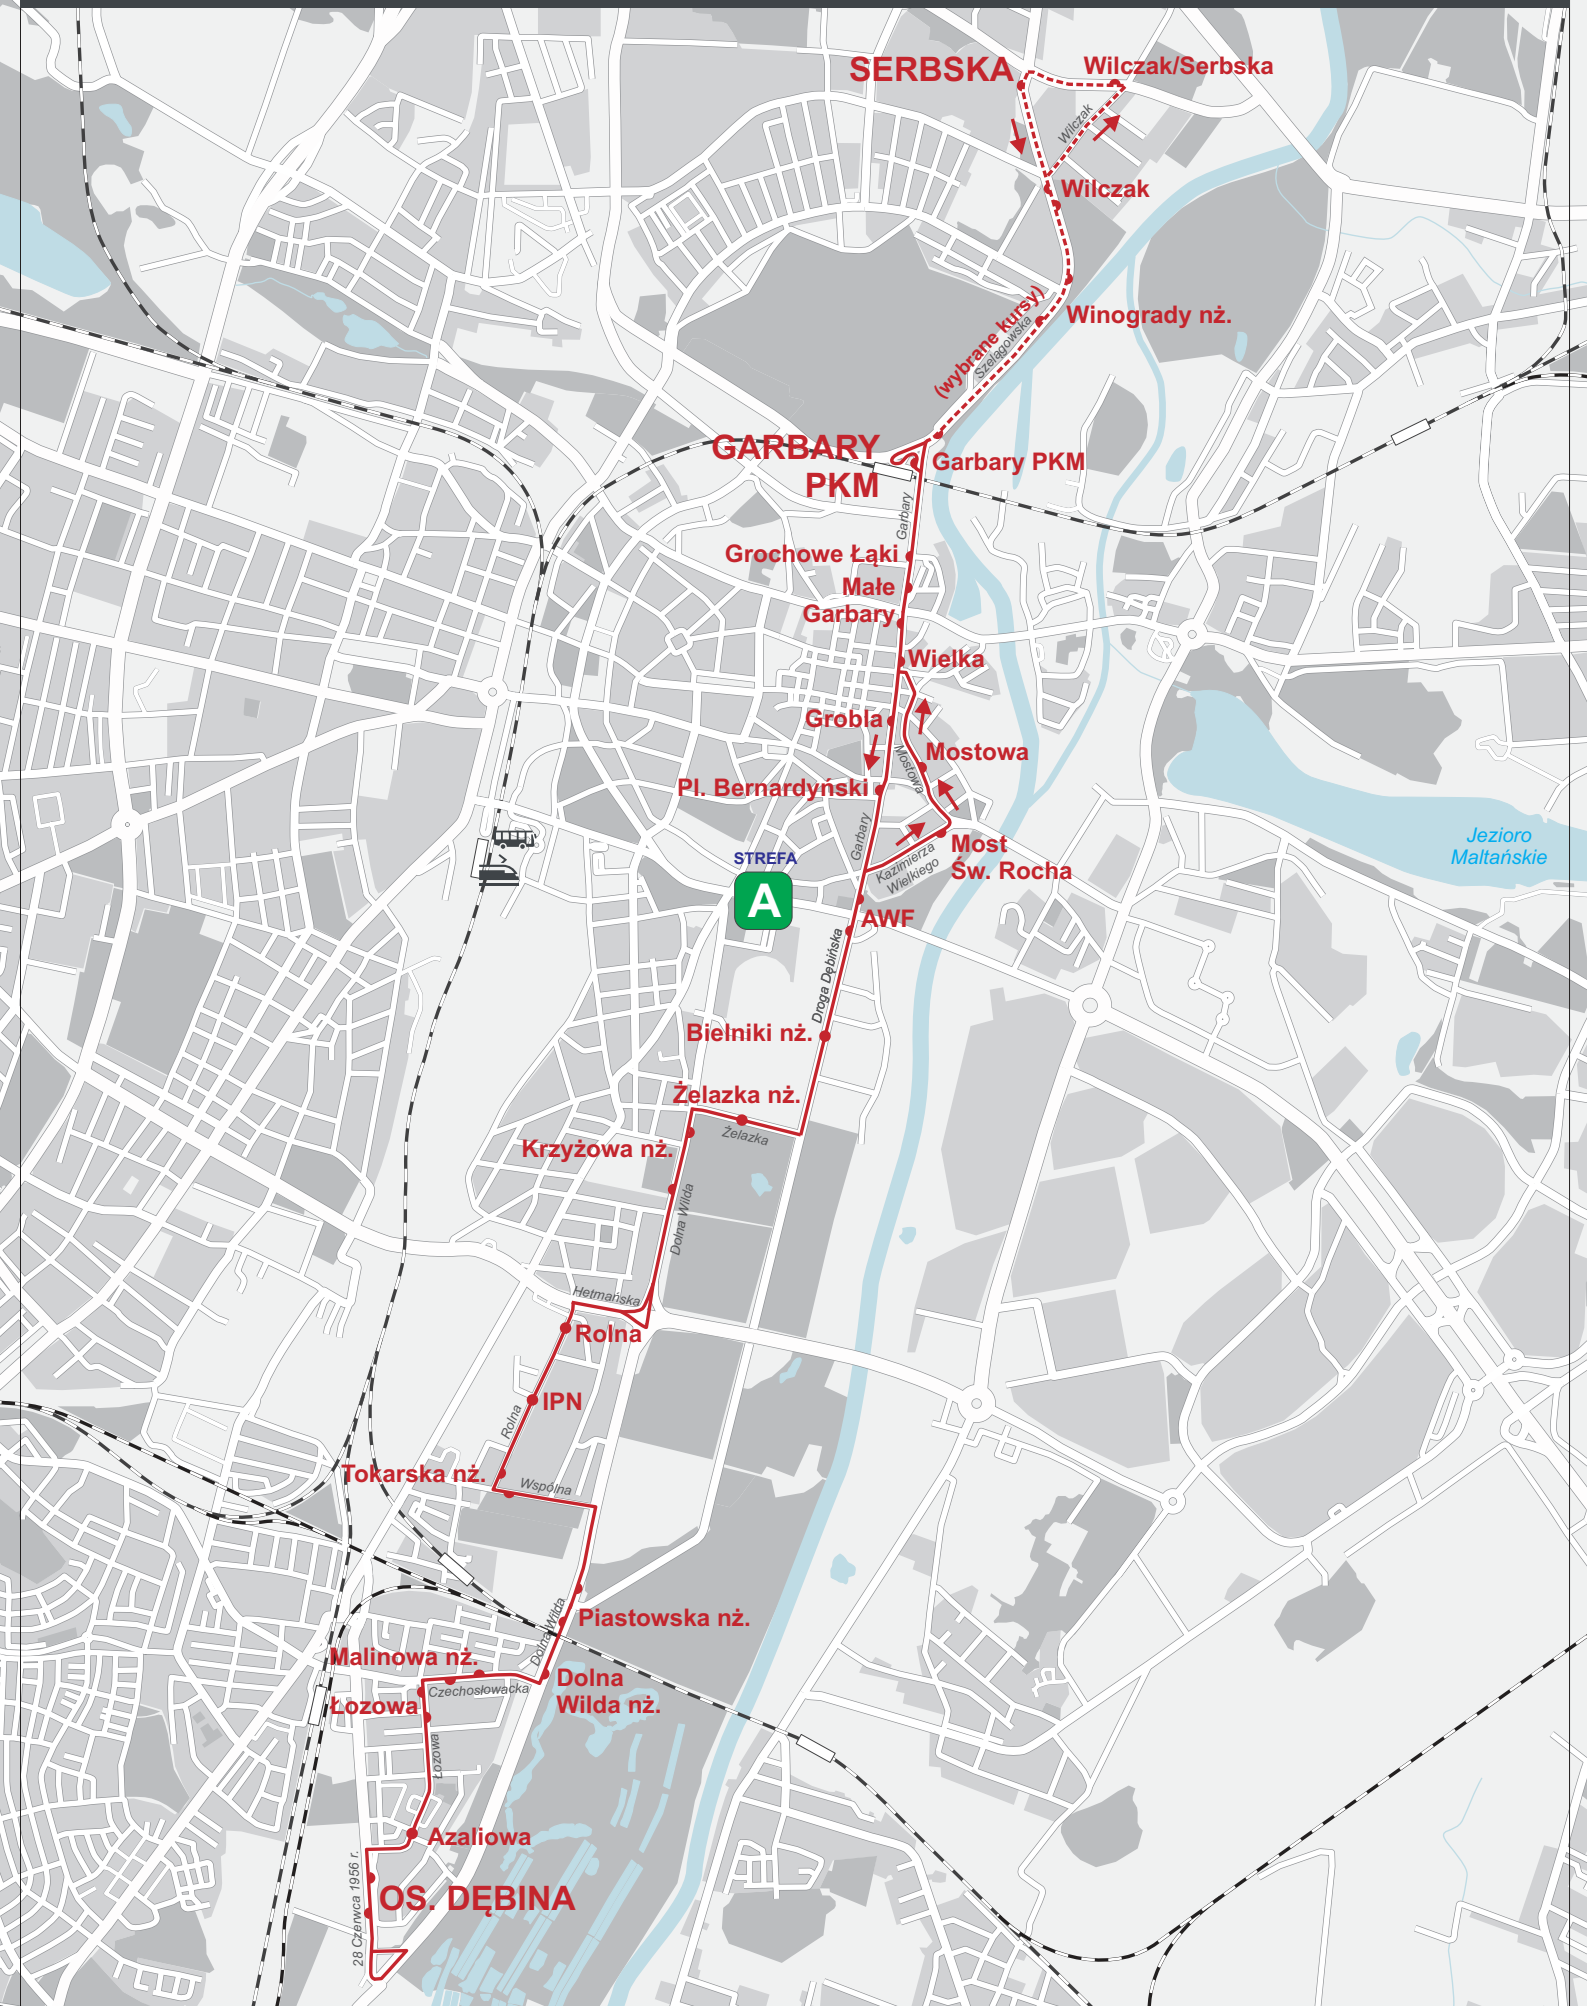 SERBSKA
Wilczak/Serbska
Wilczak
Wilczak
Winogrady nż.
(wybrane kursy)
Szelągowska
GARBARY
PKM
Garbary PKM
Garbary
Grochowe Łąki
Małe
Garbary
Wielka
Grobla
Mostowa
Mostowa
Pl. Bernardyński
Garbary
Kazimierza
Wielkiego
Most
Św. Rocha
Jezioro
Maltańskie
STREFA
A
AWF
Droga Dębińska
Bielniki nż.
Żelazka nż.
Żelazka
Krzyżowa nż.
Dolna Wilda
Hetmańska
Rolna
IPN
Rolna
Tokarska nż.
Wspólna
Piastowska nż.
Dolna Wilda
Malinowa nż.
Czechosłowacka
Dolna
Wilda nż.
Łozowa
Łozowa
Azaliowa
28 Czerwca 1956 r.
OS. DĘBINA